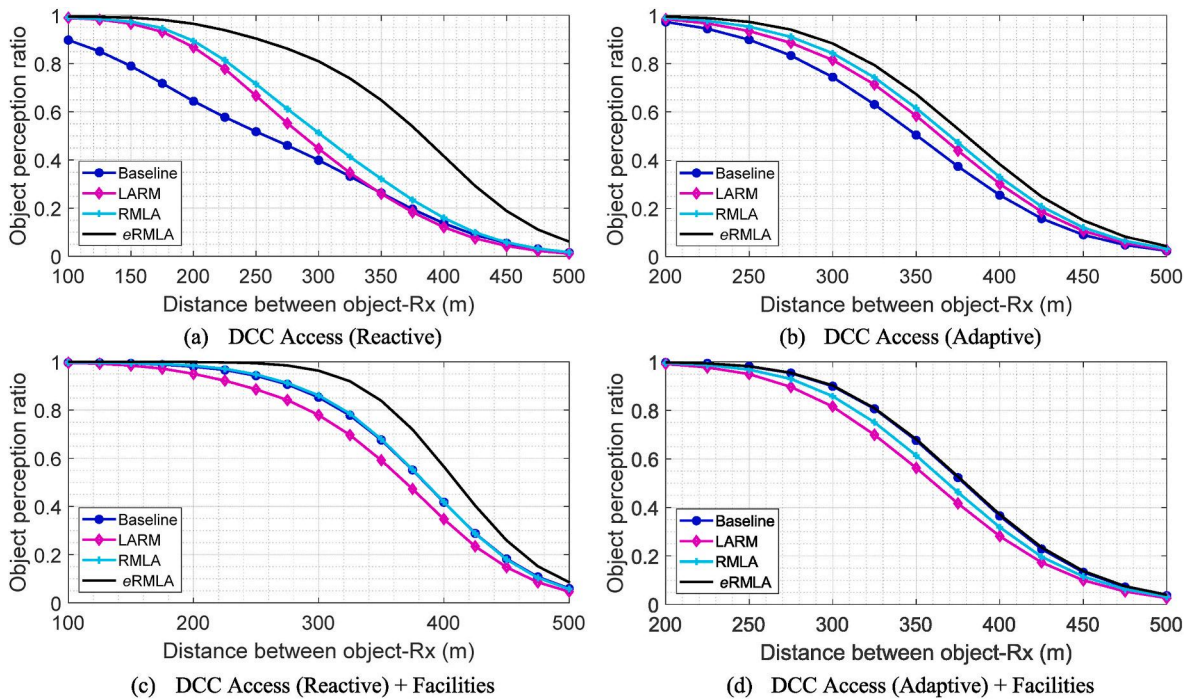 Object perception ratio
1
0.8
0.6
0.4
0.2
0
Baseline
LARM
RMLA
eRMLA
100 150 200 250 300 350 400 450 500
Distance between object-Rx (m)
(a) DCC Access (Reactive)
Object perception ratio
1
0.8
0.6
0.4
0.2
0
Baseline
LARM
RMLA
eRMLA
200 250 300 350 400 450 500
Distance between object-Rx (m)
(b) DCC Access (Adaptive)
Object perception ratio
1
0.8
0.6
0.4
0.2
0
Baseline
LARM
RMLA
eRMLA
100 150 200 250 300 350 400 450 500
Distance between object-Rx (m)
(c) DCC Access (Reactive) + Facilities
Object perception ratio
1
0.8
0.6
0.4
0.2
0
Baseline
LARM
RMLA
eRMLA
200 250 300 350 400 450 500
Distance between object-Rx (m)
(d) DCC Access (Adaptive) + Facilities